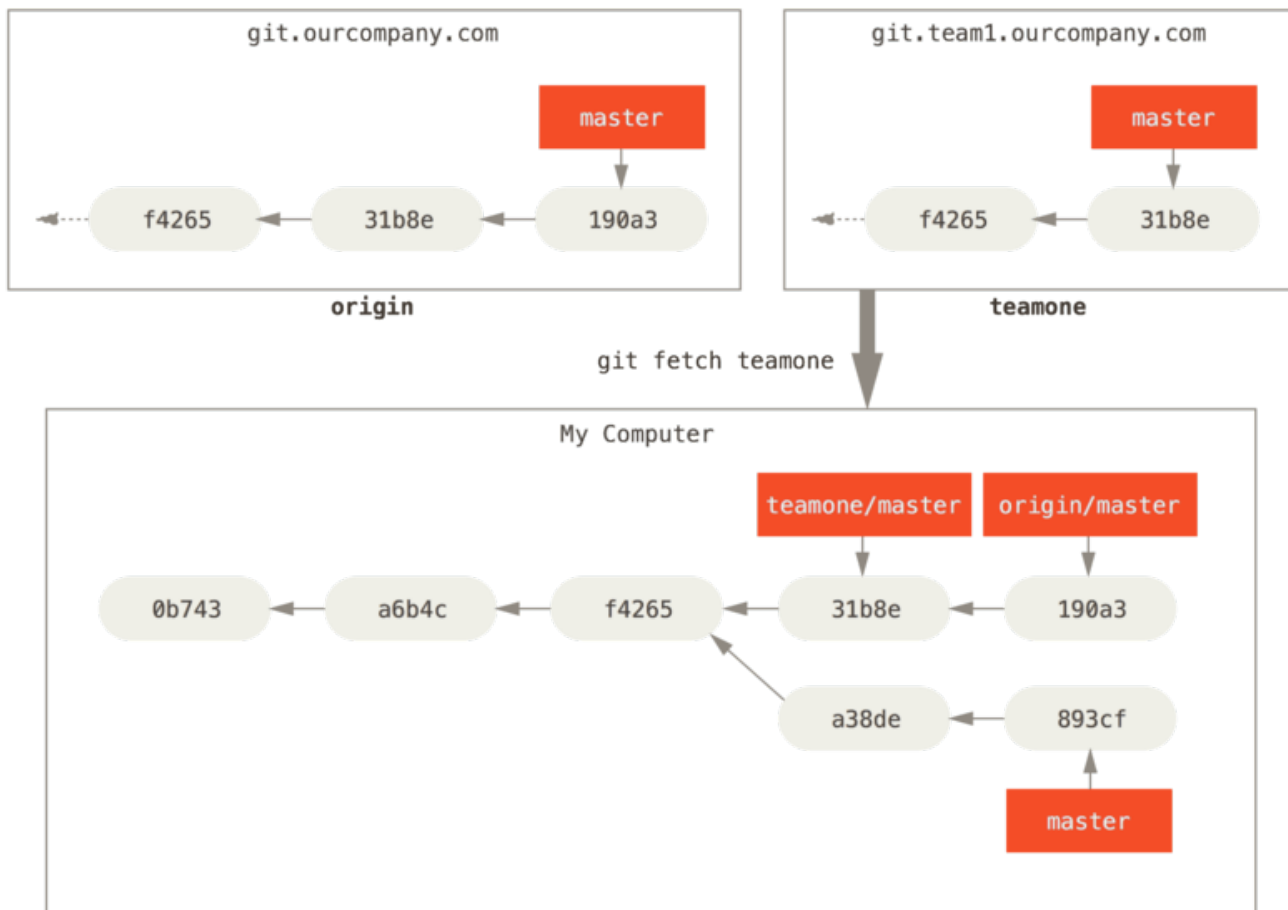 git.ourcompany.com
git.team1.ourcompany.com
master
master
f4265
31b8e
190a3
f4265
31b8e
origin
teamone
git fetch teamone
My Computer
teamone/master
origin/master
0b743
a6b4c
f4265
31b8e
190a3
a38de
893cf
master